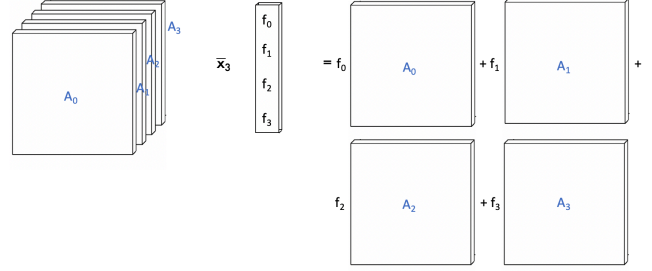 A₃
A₂
A₁
A₀
x̅₃
f₀
f₁
f₂
f₃
= f₀ A₀ + f₁ A₁ +
f₂ A₂ + f₃ A₃